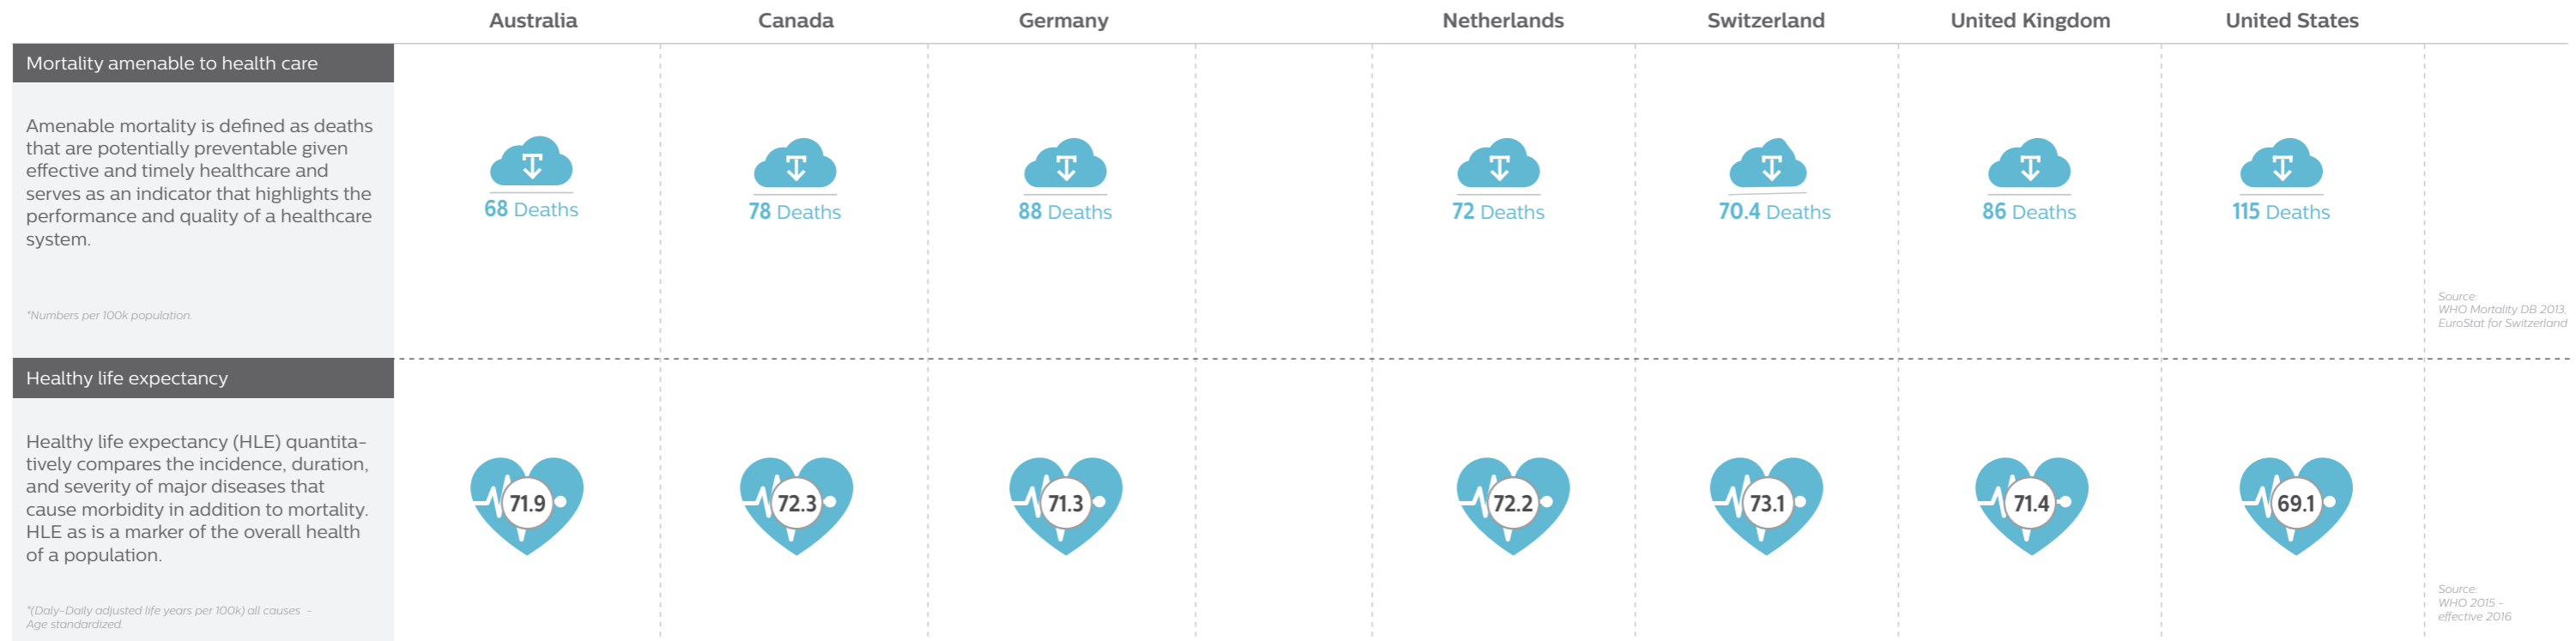 Australia Canada Germany Netherlands Switzerland United Kingdom United States
Mortality amenable to health care
Amenable mortality is defined as deaths
that are potentially preventable given
effective and timely healthcare and
serves as an indicator that highlights the
performance and quality of a healthcare
system.
*Numbers per 100k population.
68 Deaths 78 Deaths 88 Deaths 72 Deaths 70.4 Deaths 86 Deaths 115 Deaths
Source:
WHO Mortality DB 2013,
EuroStat for Switzerland
Healthy life expectancy
Healthy life expectancy (HLE) quantita-
tively compares the incidence, duration,
and severity of major diseases that
cause morbidity in addition to mortality.
HLE as is a marker of the overall health
of a population.
*(Daly-Daily adjusted life years per 100k) all causes -
Age standardized.
71.9 72.3 71.3 72.2 73.1 71.4 69.1
Source:
WHO 2015 -
effective 2016